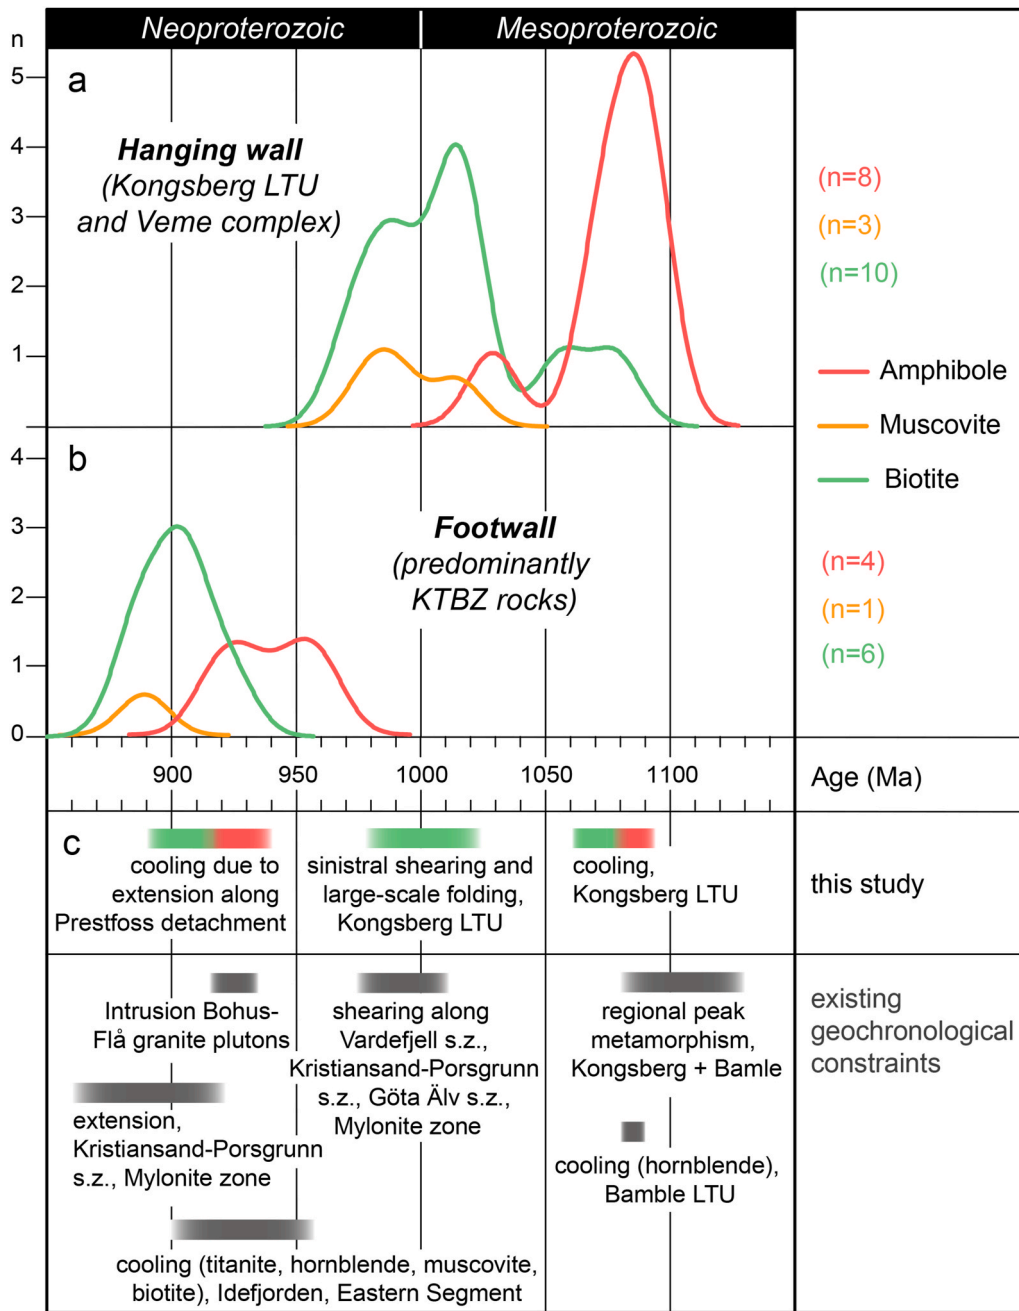 n
Neoproterozoic
Mesoproterozoic
5
a
Hanging wall
(Kongsberg LTU
and Veme complex)
4
3
2
1
(n=8)
(n=3)
(n=10)
Amphibole
Muscovite
Biotite
b
4
3
2
1
0
Footwall
(predominantly
KTBZ rocks)
(n=4)
(n=1)
(n=6)
900
950
1000
1050
1100
Age (Ma)
c
cooling due to
extension along
Prestfoss detachment
sinistral shearing and
large-scale folding,
Kongsberg LTU
cooling,
Kongsberg LTU
this study
Intrusion Bohus-
Flå granite plutons
shearing along
Vardefjell s.z.,
Kristiansand-Porsgrunn
s.z., Göta Älv s.z.,
Mylonite zone
regional peak
metamorphism,
Kongsberg + Bamle
existing
geochronological
constraints
extension,
Kristiansand-Porsgrunn
s.z., Mylonite zone
cooling (hornblende),
Bamble LTU
cooling (titanite, hornblende, muscovite,
biotite), Idefjorden, Eastern Segment